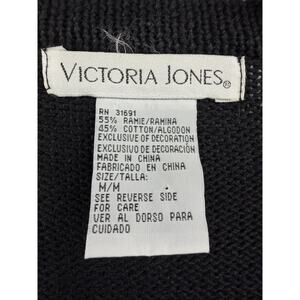 VICTORIA JONES®
RN 31691
55% RAMIE/RAMINA
45% COTTON/ALGODON
EXCLUSIVE OF DECORATION
EXCLUSIVO DE DECORACIÓN
MADE IN CHINA
FABRICADO EN CHINA
SIZE/TALLA:
M/M
SEE REVERSE SIDE
FOR CARE
VER AL DORSO PARA
CUIDADO